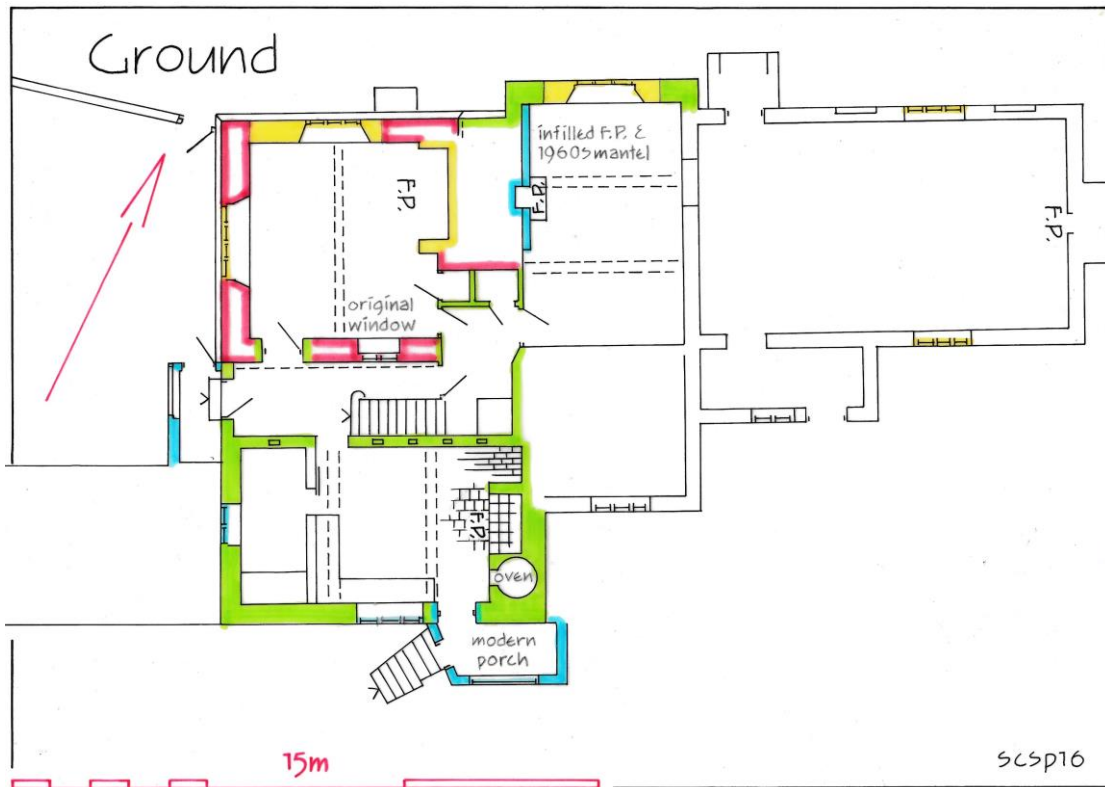 Ground
infilled F.P. &
1960s mantel
F.P.
F.P.
F.P.
original
window
F.P.
oven
modern
porch
15m
scsp16